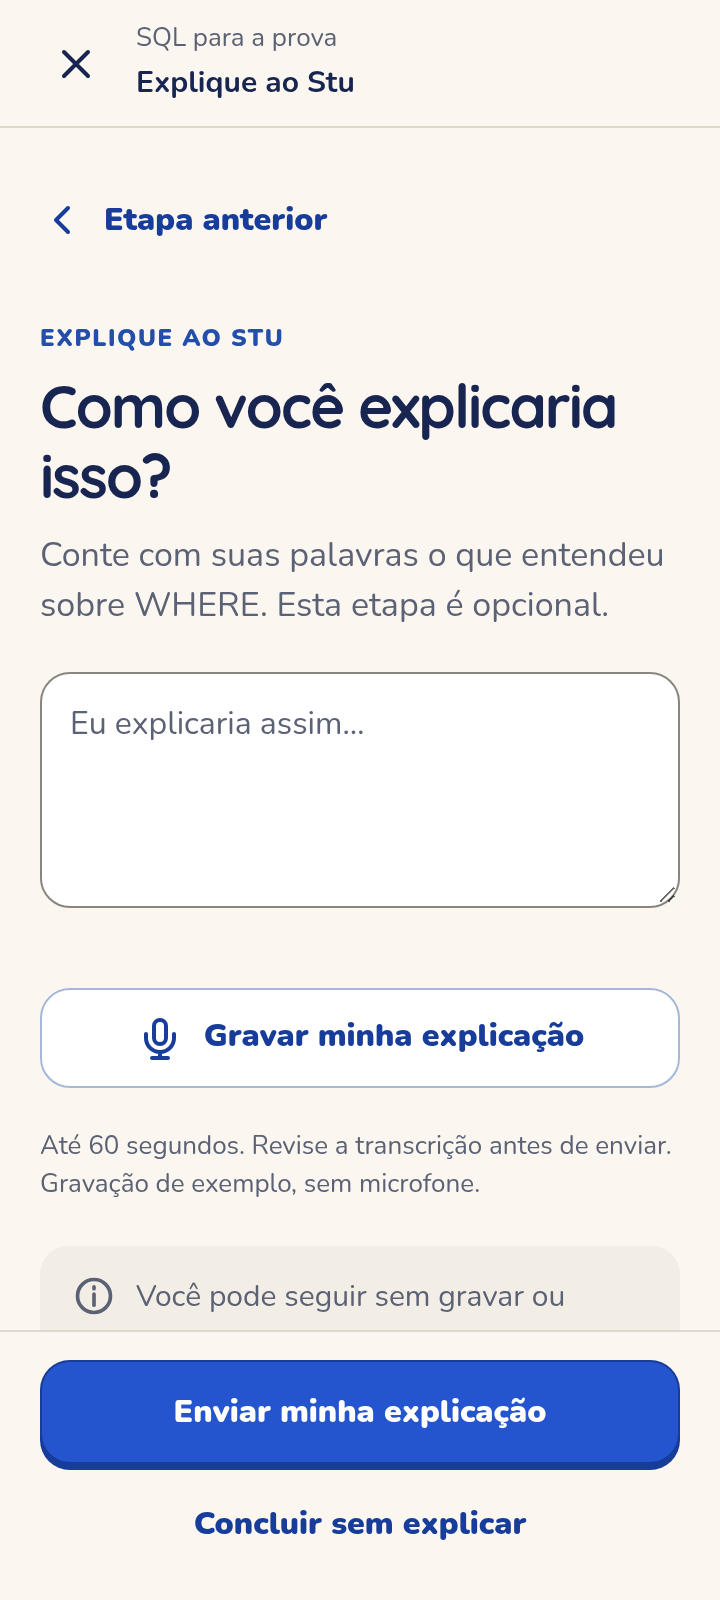 SQL para a prova
Explique ao Stu
Etapa anterior
EXPLIQUE AO STU
Como você explicaria
isso?
Conte com suas palavras o que entendeu
sobre WHERE. Esta etapa é opcional.
Eu explicaria assim...
Gravar minha explicação
Até 60 segundos. Revise a transcrição antes de enviar.
Gravação de exemplo, sem microfone.
Você pode seguir sem gravar ou
Enviar minha explicação
Concluir sem explicar